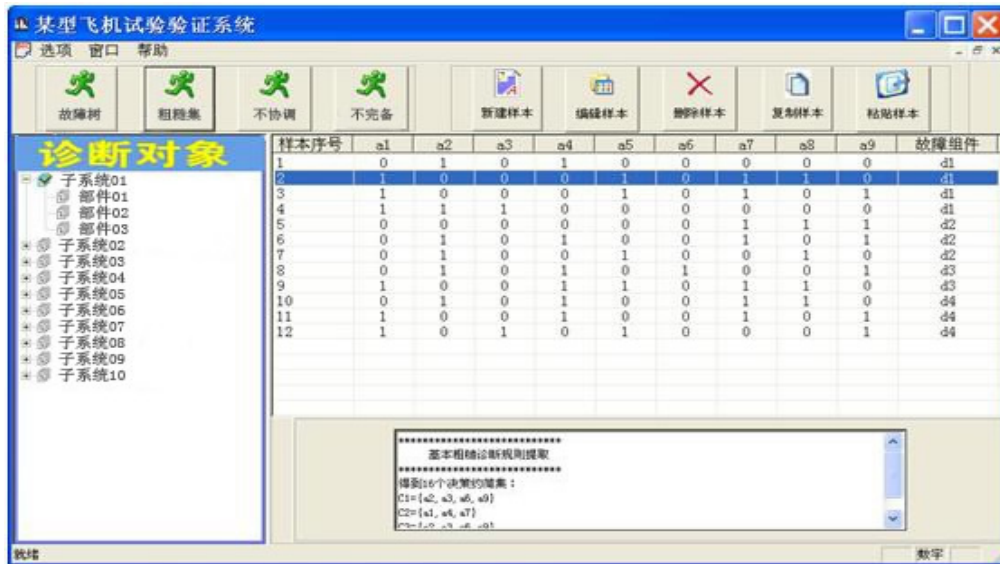 某型飞机试验验证系统
选项 窗口 帮助
故障树 粗糙集 不协调 不完备 新建样本 编辑样本 删除样本 复制样本 粘贴样本
诊断对象
子系统01
部件01
部件02
部件03
子系统02
子系统03
子系统04
子系统05
子系统06
子系统07
子系统08
子系统09
子系统10
样本序号 a1 a2 a3 a4 a5 a6 a7 a8 a9 故障组件
1 0 1 0 1 0 0 0 0 0 d1
2 1 0 0 0 1 0 1 1 0 d1
3 1 0 0 0 1 0 1 0 1 d1
4 1 1 1 0 0 0 0 0 0 d1
5 0 0 0 0 0 0 1 1 1 d2
6 0 1 0 1 0 0 1 0 1 d2
7 0 1 0 0 1 0 0 1 0 d2
8 0 1 0 1 0 1 0 0 1 d3
9 1 0 0 1 1 0 1 1 0 d3
10 0 1 0 1 0 0 1 1 0 d4
11 1 0 0 1 0 0 1 0 1 d4
12 1 0 1 0 1 0 0 0 1 d4
***************************
基本粗糙诊断规则提取
***************************
得到16个决策约简集：
C1={a2, a3, a6, a9}
C2={a1, a4, a7}
就绪
数字